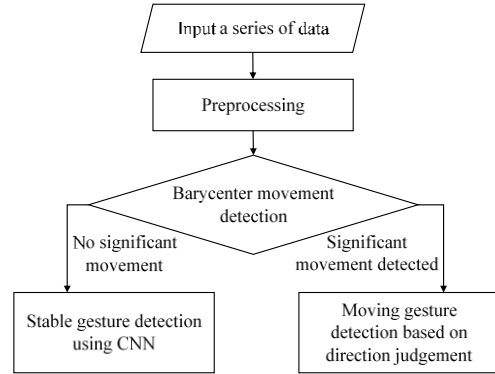 Input a series of data
Preprocessing
Barycenter movement
detection
No significant
movement
Significant
movement detected
Stable gesture detection
using CNN
Moving gesture
detection based on
direction judgement